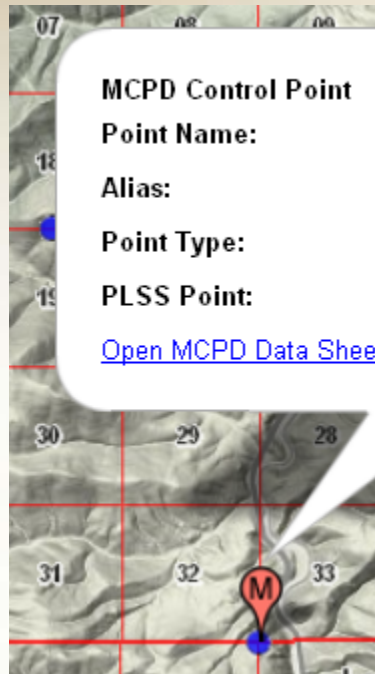 07 08 09
MCPD Control Point
Point Name:
18
Alias:
Point Type:
19
PLSS Point:
Open MCPD Data Shee
30 29 28
31 32 33
M